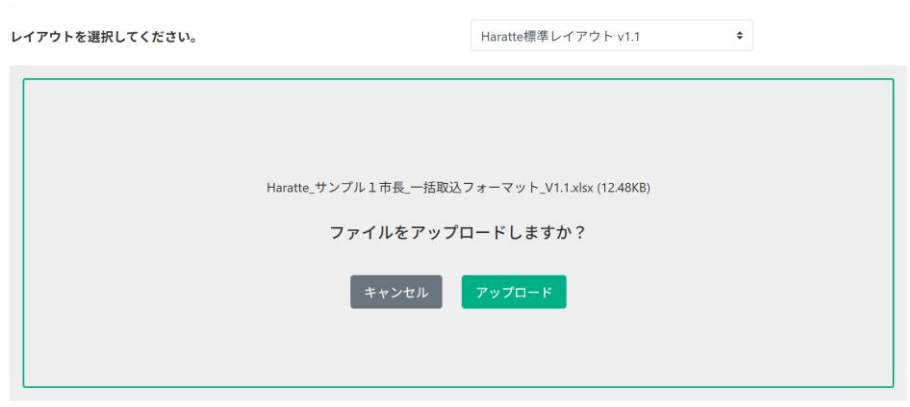 レイアウトを選択してください。 Haratte標準レイアウト v1.1
Haratte_サンプル１市長_一括取込フォーマット_V1.1.xlsx (12.48KB)
ファイルをアップロードしますか？
キャンセル アップロード